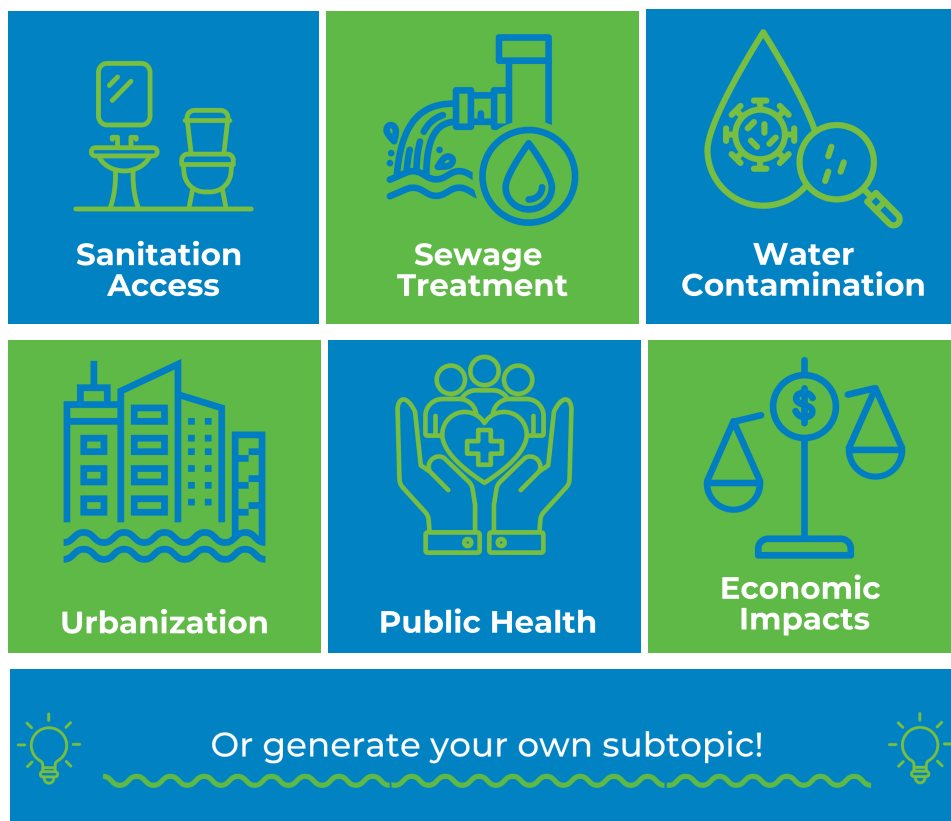 Sanitation
Access
Sewage
Treatment
Water
Contamination
Urbanization
Public Health
$
Economic
Impacts
Or generate your own subtopic!